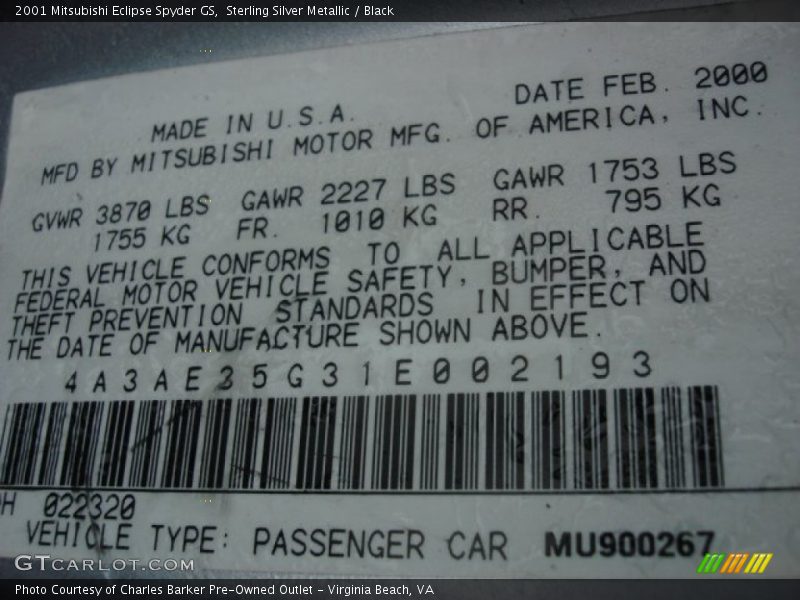 2001 Mitsubishi Eclipse Spyder GS,  Sterling Silver Metallic / Black
MADE IN U.S.A. DATE FEB. 2000
MFD BY MITSUBISHI MOTOR MFG. OF AMERICA, INC.
GVWR 3870 LBS GAWR 2227 LBS GAWR 1753 LBS
1755 KG FR. 1010 KG RR. 795 KG
THIS VEHICLE CONFORMS TO ALL APPLICABLE
FEDERAL MOTOR VEHICLE SAFETY, BUMPER, AND
THEFT PREVENTION STANDARDS IN EFFECT ON
THE DATE OF MANUFACTURE SHOWN ABOVE.
4A3AE35G31E002193
022320
VEHICLE TYPE: PASSENGER CAR MU900267
GTCARLOT.COM
Photo Courtesy of Charles Barker Pre-Owned Outlet - Virginia Beach, VA